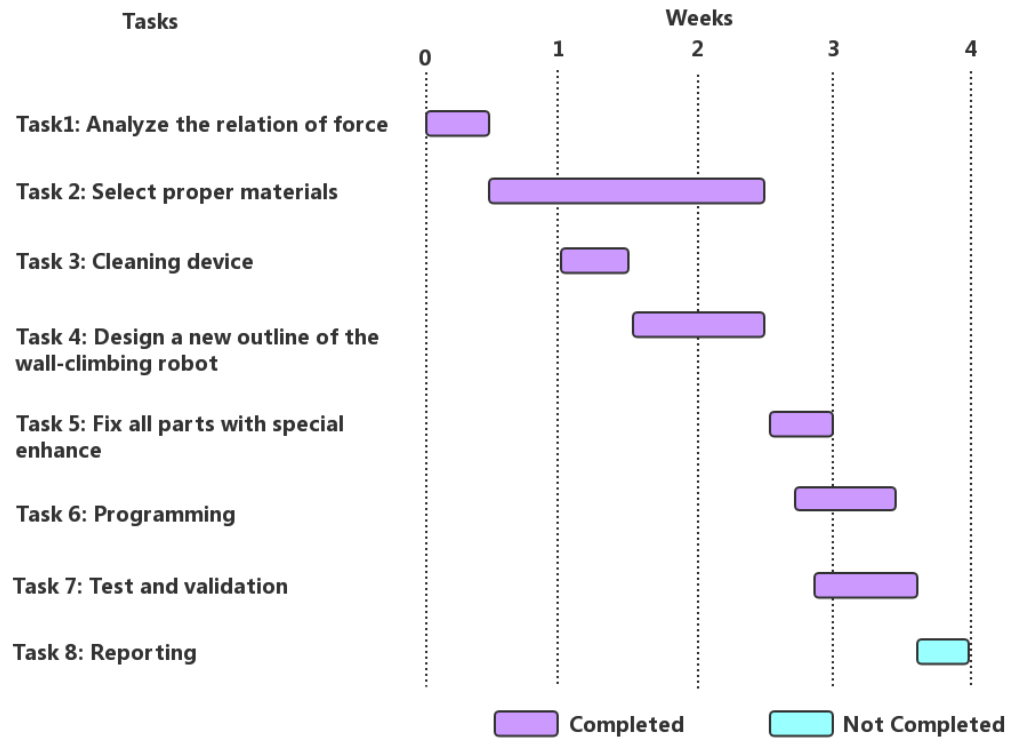 Tasks
Weeks
0
1
2
3
4
Task1: Analyze the relation of force
Task 2: Select proper materials
Task 3: Cleaning device
Task 4: Design a new outline of the
wall-climbing robot
Task 5: Fix all parts with special
enhance
Task 6: Programming
Task 7: Test and validation
Task 8: Reporting
Completed
Not Completed